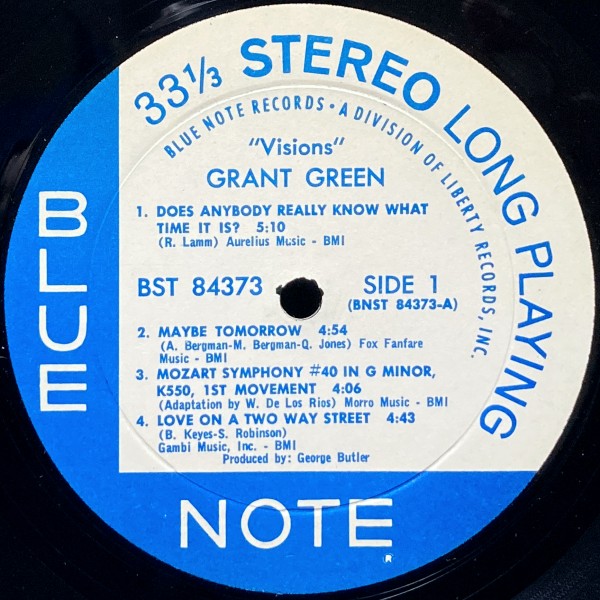 33⅓ STEREO LONG PLAYING
BLUE NOTE RECORDS • A DIVISION OF LIBERTY RECORDS, INC.
"Visions"
GRANT GREEN
1. DOES ANYBODY REALLY KNOW WHAT
TIME IT IS? 5:10
(R. Lamm) Aurelius Music - BMI
BST 84373 SIDE 1
(BNST 84373-A)
2. MAYBE TOMORROW 4:54
(A. Bergman-M. Bergman-Q. Jones) Fox Fanfare
Music - BMI
3. MOZART SYMPHONY #40 IN G MINOR,
K550, 1ST MOVEMENT 4:06
(Adaptation by W. De Los Rios) Morro Music - BMI
4. LOVE ON A TWO WAY STREET 4:43
(B. Keyes-S. Robinson)
Gambi Music, Inc. - BMI
Produced by: George Butler
BLUE
NOTE
®